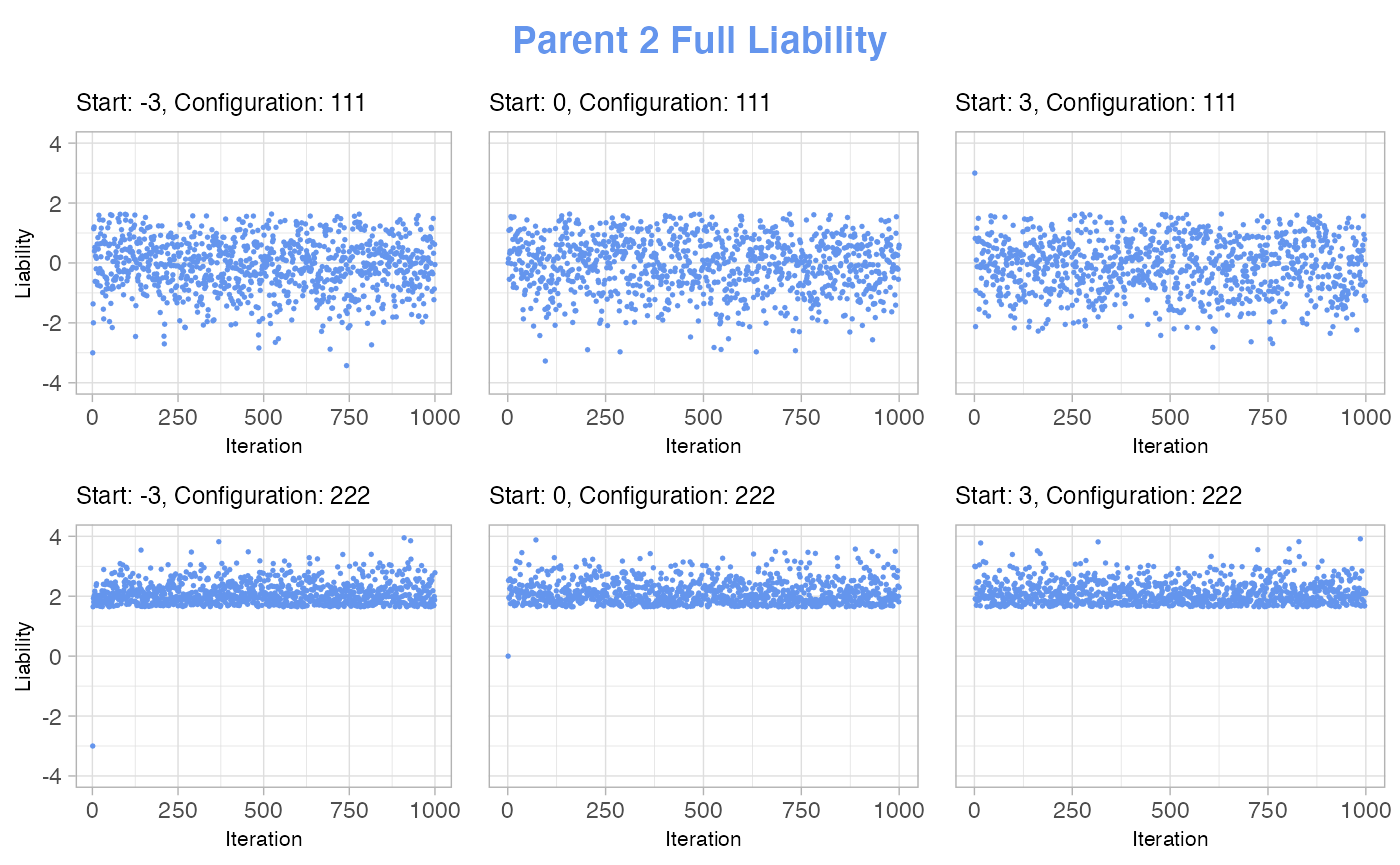 Parent 2 Full Liability
Start: -3, Configuration: 111
Start: 0, Configuration: 111
Start: 3, Configuration: 111
4
2
0
-2
-4
Liability
0 250 500 750 1000
0 250 500 750 1000
0 250 500 750 1000
Iteration
Iteration
Iteration
Start: -3, Configuration: 222
Start: 0, Configuration: 222
Start: 3, Configuration: 222
4
2
0
-2
-4
Liability
0 250 500 750 1000
0 250 500 750 1000
0 250 500 750 1000
Iteration
Iteration
Iteration